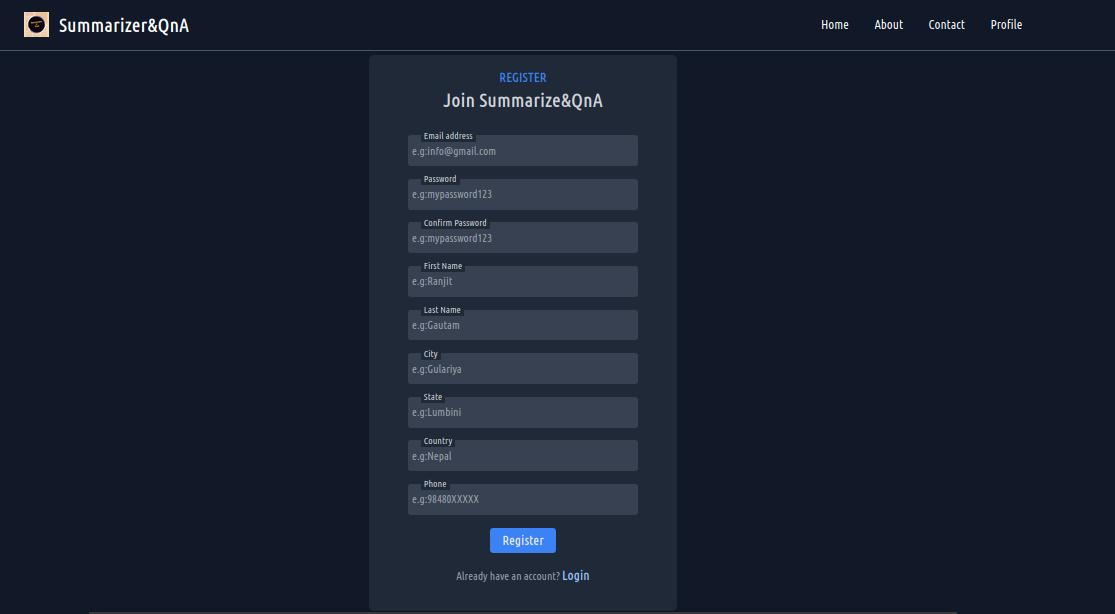 Summarizer&QnA
Home About Contact Profile
REGISTER
Join Summarize&QnA
Email address
e.g:info@gmail.com
Password
e.g:mypassword123
Confirm Password
e.g:mypassword123
First Name
e.g:Ranjit
Last Name
e.g:Gautam
City
e.g:Gulariya
State
e.g:Lumbini
Country
e.g:Nepal
Phone
e.g:98480XXXXX
Register
Already have an account? Login